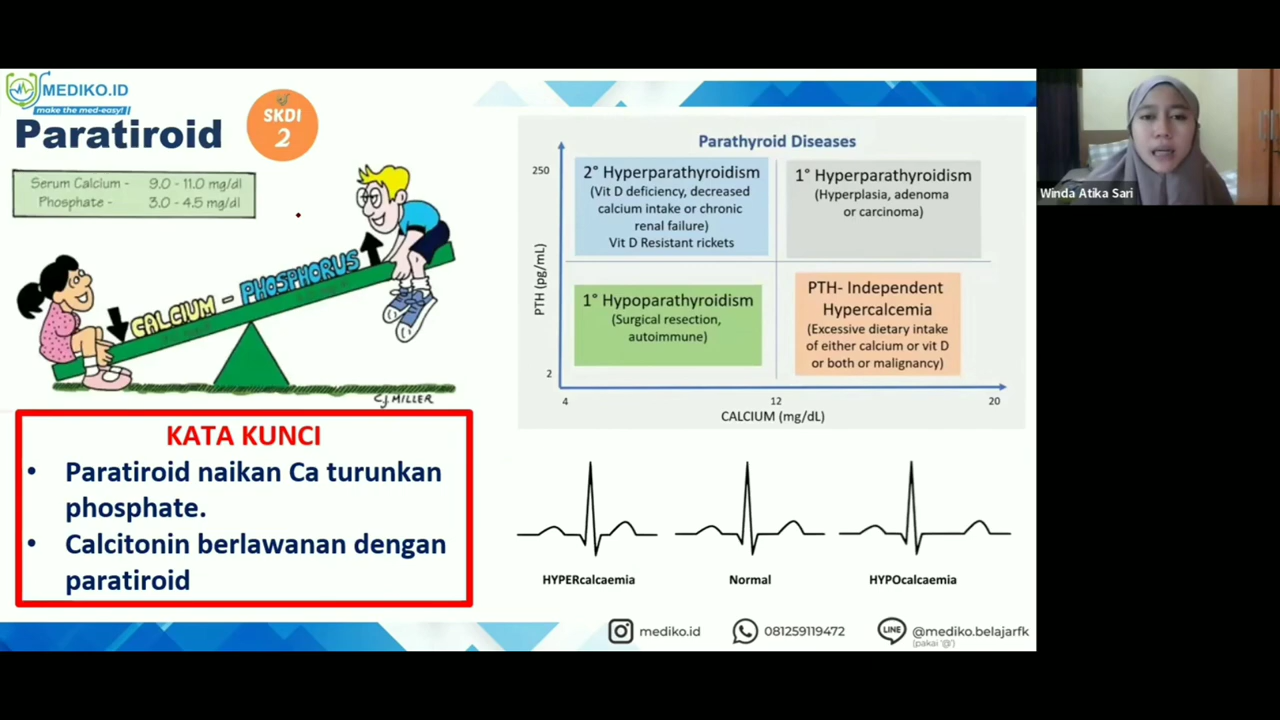 MEDIKO.ID
make the med-easy!
Paratiroid
SKDI
2
Serum Calcium - 9.0 - 11.0 mg/dl
Phosphate - 3.0 - 4.5 mg/dl
CALCIUM - PHOSPHORUS
C.J. MILLER
KATA KUNCI
• Paratiroid naikan Ca turunkan
phosphate.
• Calcitonin berlawanan dengan
paratiroid
Parathyroid Diseases
PTH (pg/mL)
250
2
2° Hyperparathyroidism
(Vit D deficiency, decreased
calcium intake or chronic
renal failure)
Vit D Resistant rickets
1° Hyperparathyroidism
(Hyperplasia, adenoma
or carcinoma)
1° Hypoparathyroidism
(Surgical resection,
autoimmune)
PTH- Independent
Hypercalcemia
(Excessive dietary intake
of either calcium or vit D
or both or malignancy)
4 12 20
CALCIUM (mg/dL)
HYPERcalcaemia Normal HYPOcalcaemia
mediko.id 081259119472 LINE @mediko.belajarfk
(pakai '@')
Winda Atika Sari